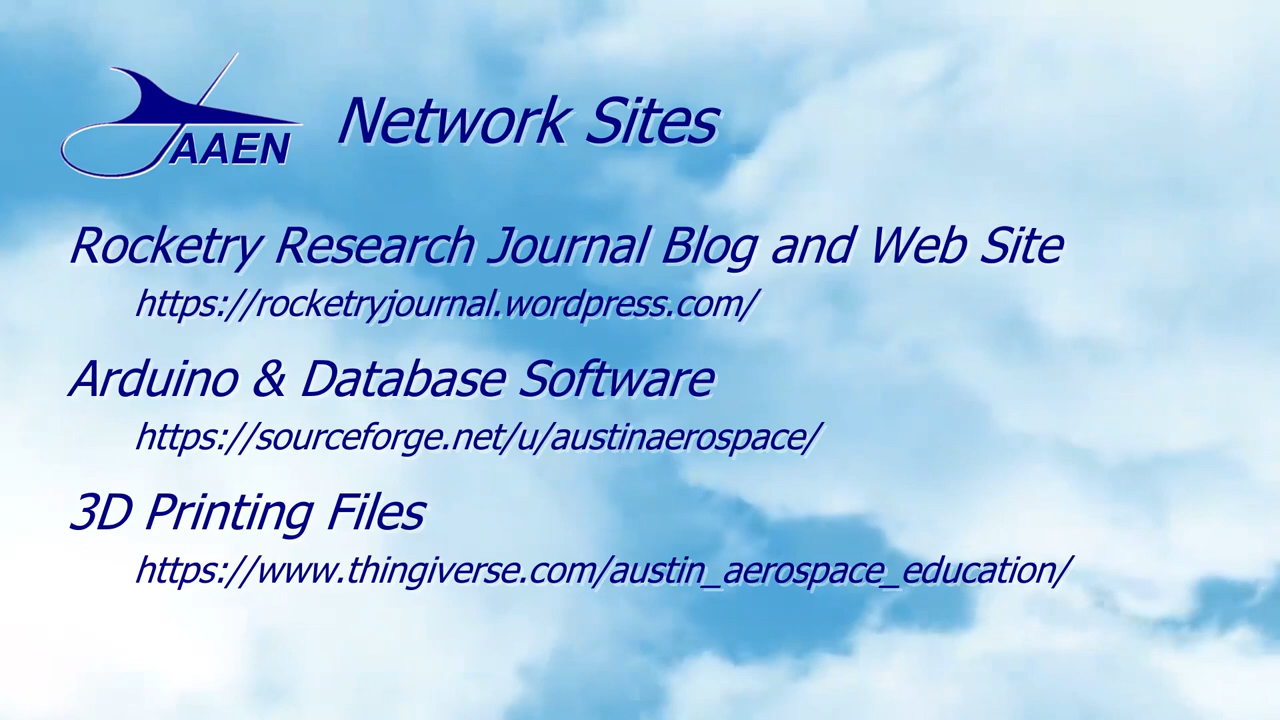 AAEN
Network Sites
Rocketry Research Journal Blog and Web Site
https://rocketryjournal.wordpress.com/
Arduino & Database Software
https://sourceforge.net/u/austinaerospace/
3D Printing Files
https://www.thingiverse.com/austin_aerospace_education/